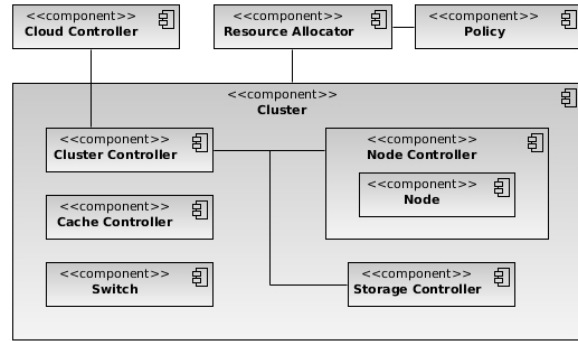 <<component>>
Cloud Controller
<<component>>
Resource Allocator
<<component>>
Policy
<<component>>
Cluster
<<component>>
Cluster Controller
<<component>>
Node Controller
<<component>>
Node
<<component>>
Cache Controller
<<component>>
Switch
<<component>>
Storage Controller